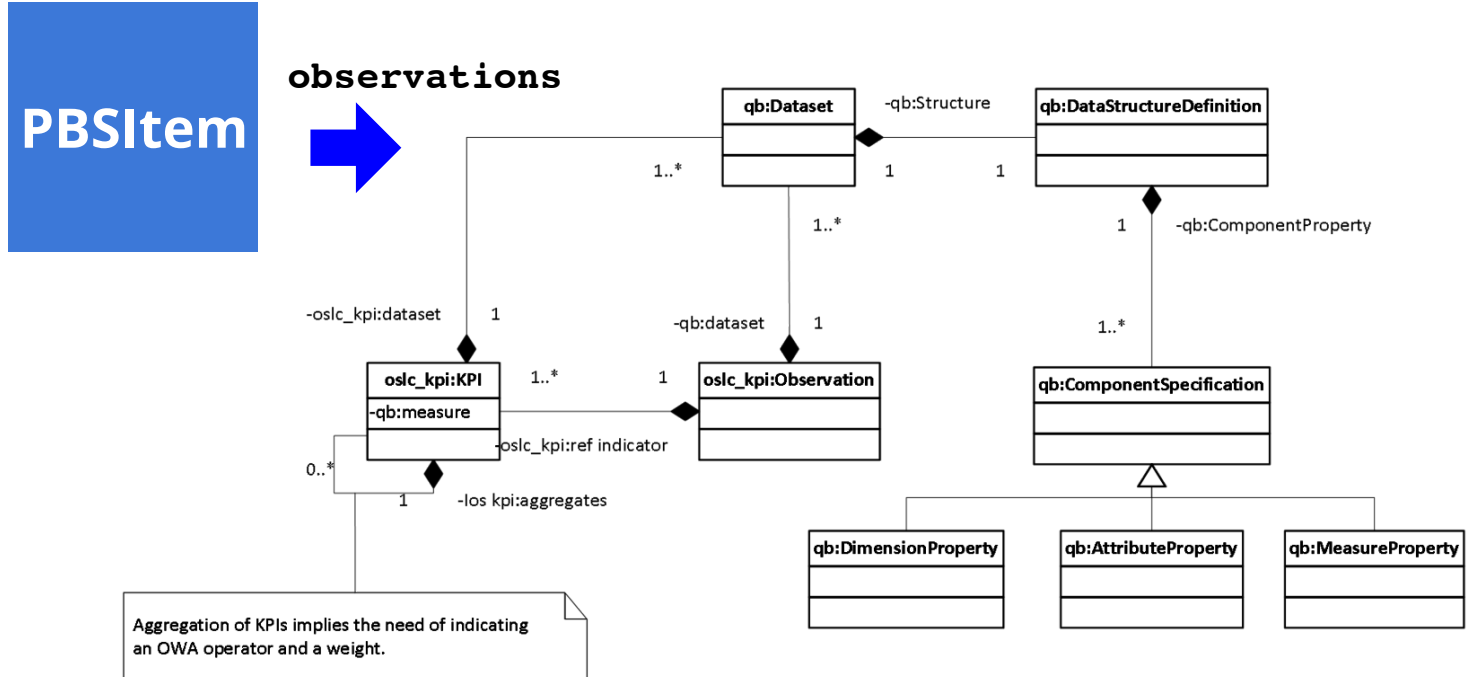 PBSItem
observations
qb:Dataset
-qb:Structure
qb:DataStructureDefinition
1..*
1
1
1..*
1
-qb:ComponentProperty
-oslc_kpi:dataset
1
-qb:dataset
1
1..*
oslc_kpi:KPI
-qb:measure
1..*
1
oslc_kpi:Observation
qb:ComponentSpecification
-oslc_kpi:ref indicator
0..*
1
-los kpi:aggregates
qb:DimensionProperty
qb:AttributeProperty
qb:MeasureProperty
Aggregation of KPIs implies the need of indicating
an OWA operator and a weight.